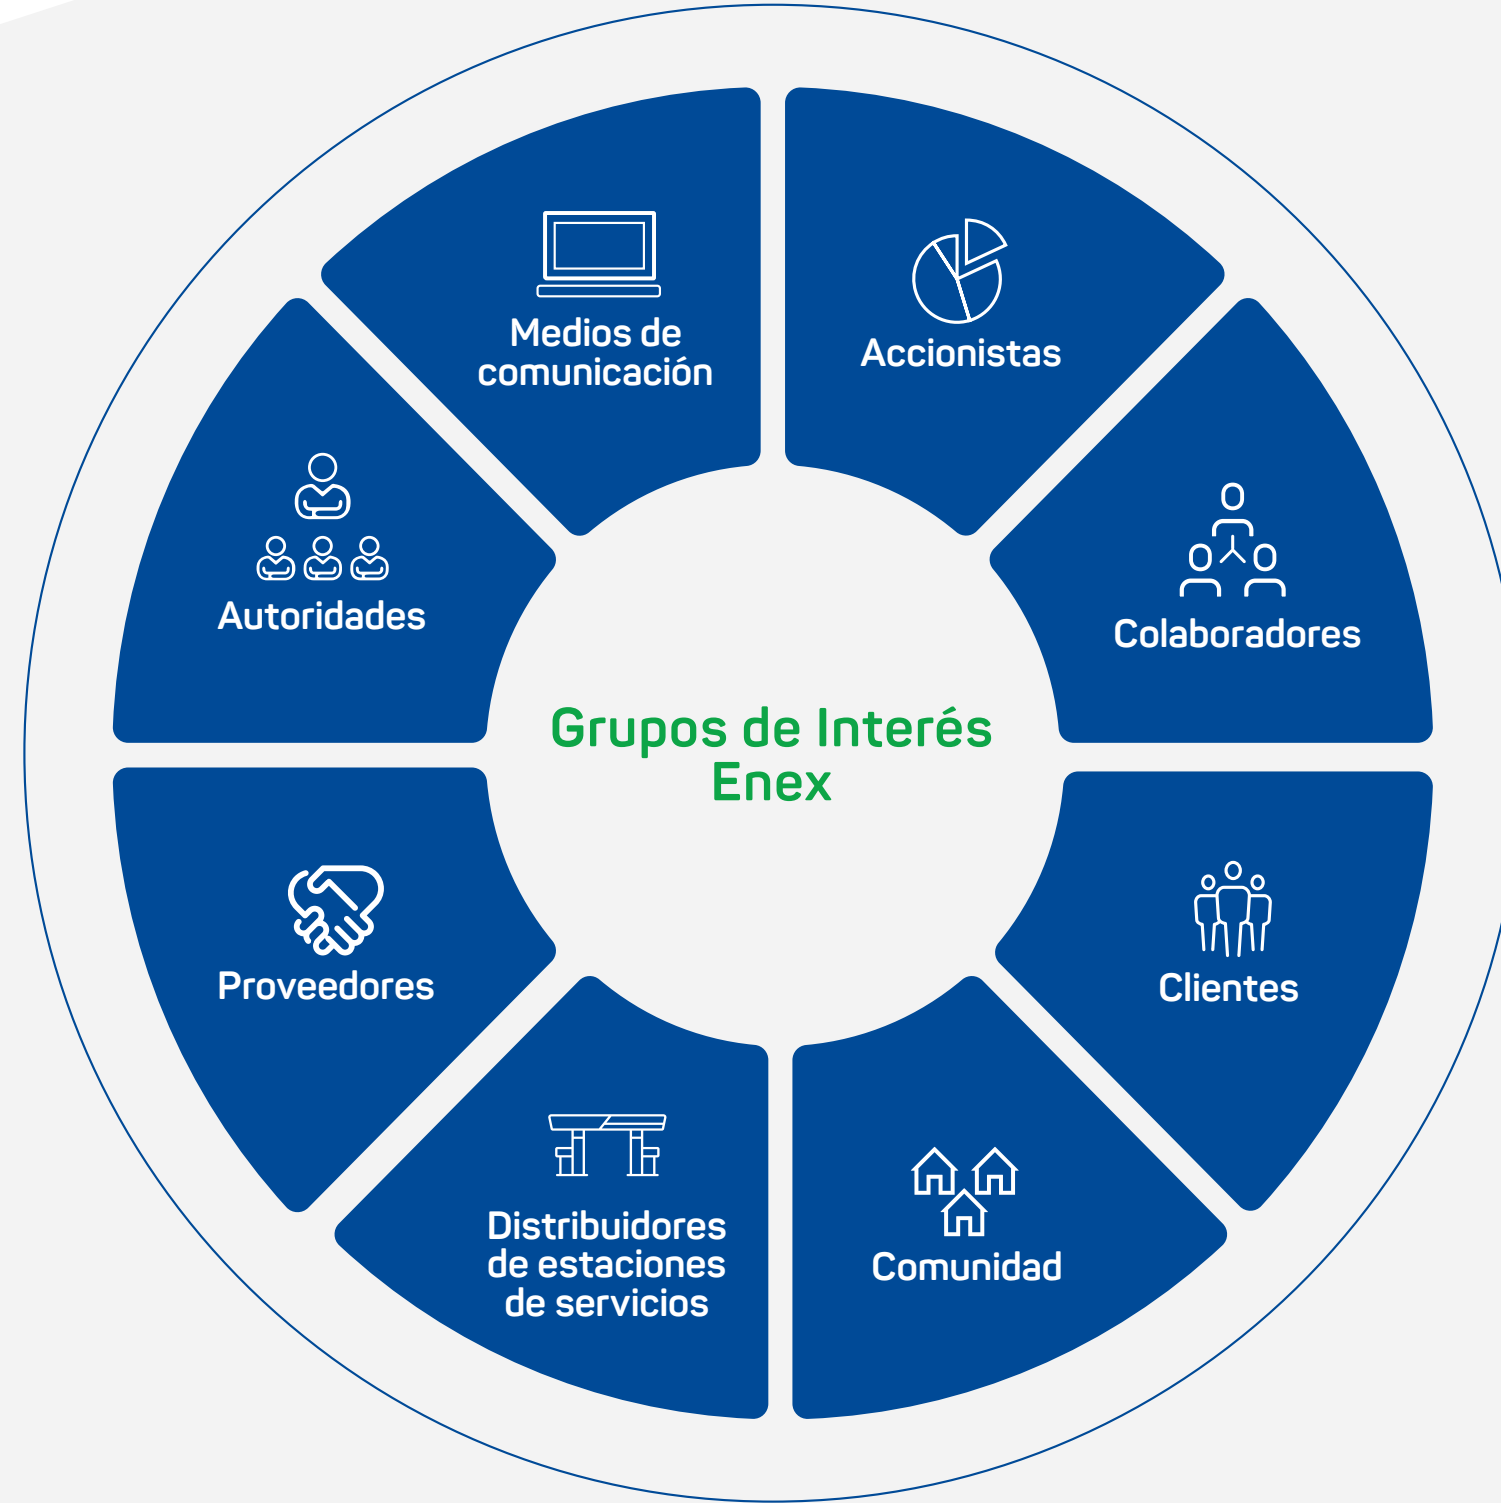 Grupos de Interés
Enex
Accionistas
Colaboradores
Clientes
Comunidad
Distribuidores
de estaciones
de servicios
Proveedores
Autoridades
Medios de
comunicación